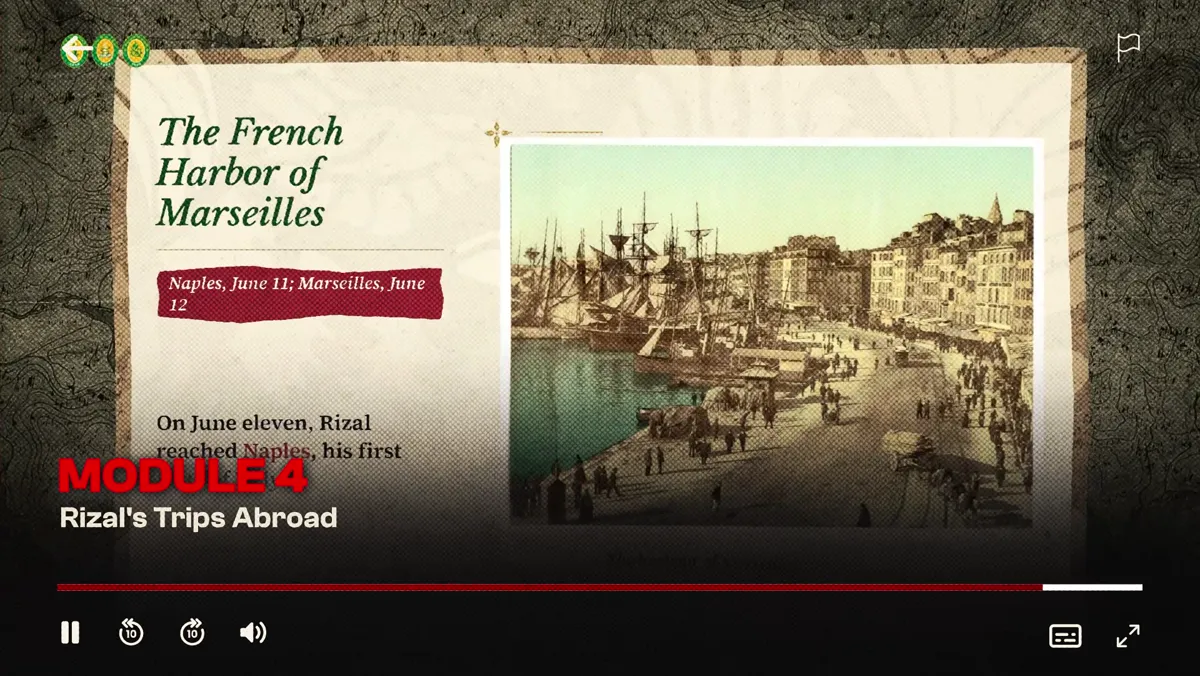 The French
Harbor of
Marseilles
Naples, June 11; Marseilles, June
12
On June eleven, Rizal
reached Naples, his first
MODULE 4
Rizal's Trips Abroad
10
10